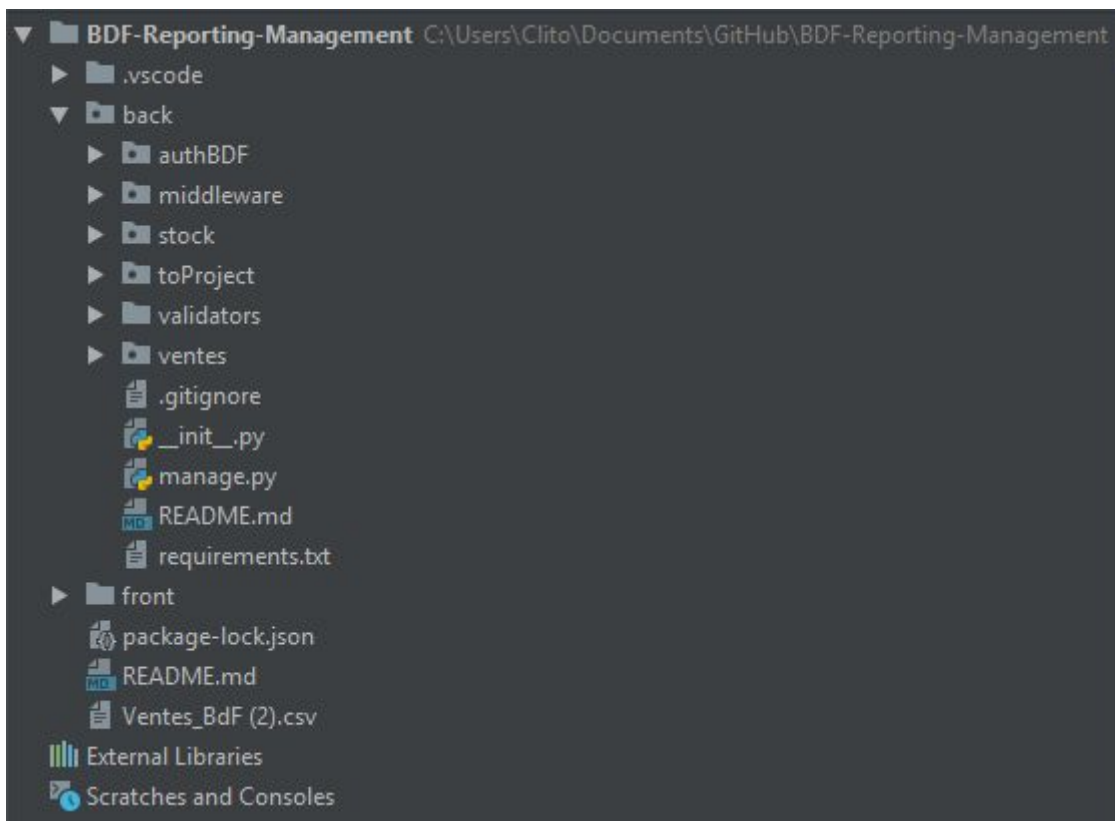 BDF-Reporting-Management C:\Users\Clito\Documents\GitHub\BDF-Reporting-Management
.vscode
back
authBDF
middleware
stock
toProject
validators
ventes
.gitignore
__init__.py
manage.py
MD README.md
requirements.txt
front
package-lock.json
MD README.md
Ventes_BdF (2).csv
External Libraries
Scratches and Consoles